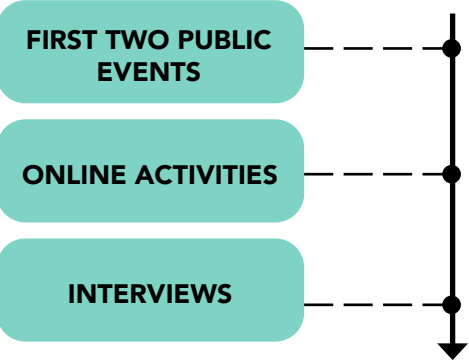 FIRST TWO PUBLIC
EVENTS
ONLINE ACTIVITIES
INTERVIEWS